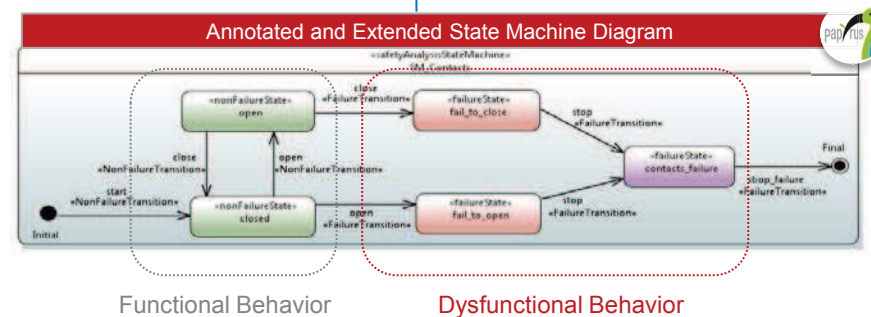 Annotated and Extended State Machine Diagram
papyrus
«safetyAnalysisStateMachine»
SM_Contacts
«nonFailureState»
open
close
«FailureTransition»
«failureState»
fail_to_close
stop
«FailureTransition»
close
«NonFailureTransition»
open
«NonFailureTransition»
«failureState»
contacts_failure
Final
stop_failure
«FailureTransition»
start
«NonFailureTransition»
Initial
«nonFailureState»
closed
open
«FailureTransition»
«failureState»
fail_to_open
stop
«FailureTransition»
Functional Behavior
Dysfunctional Behavior